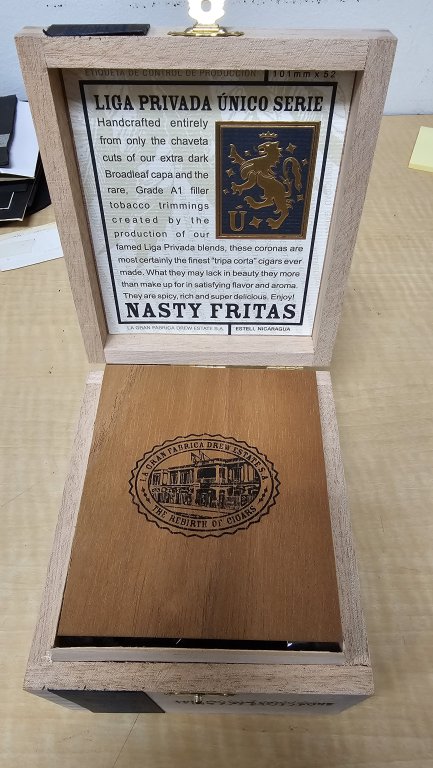 ETIQUETA DE CONTROL DE PRODUCCION
101mm x 52
LIGA PRIVADA ÚNICO SERIE
Handcrafted entirely
from only the chaveta
cuts of our extra dark
Broadleaf capa and the
rare, Grade A1 filler
tobacco trimmings
created by the
production of our
U
famed Liga Privada blends, these coronas are
most certainly the finest "tripa corta" cigars ever
made. What they may lack in beauty they more
than make up for in satisfying flavor and aroma.
They are spicy, rich and super delicious. Enjoy!
NASTY FRITAS
LA GRAN FABRICA DREW ESTATE S.A.
ESTELI, NICARAGUA
LA GRAN FABRICA DREW ESTATE S.A.
THE REBIRTH OF CIGARS